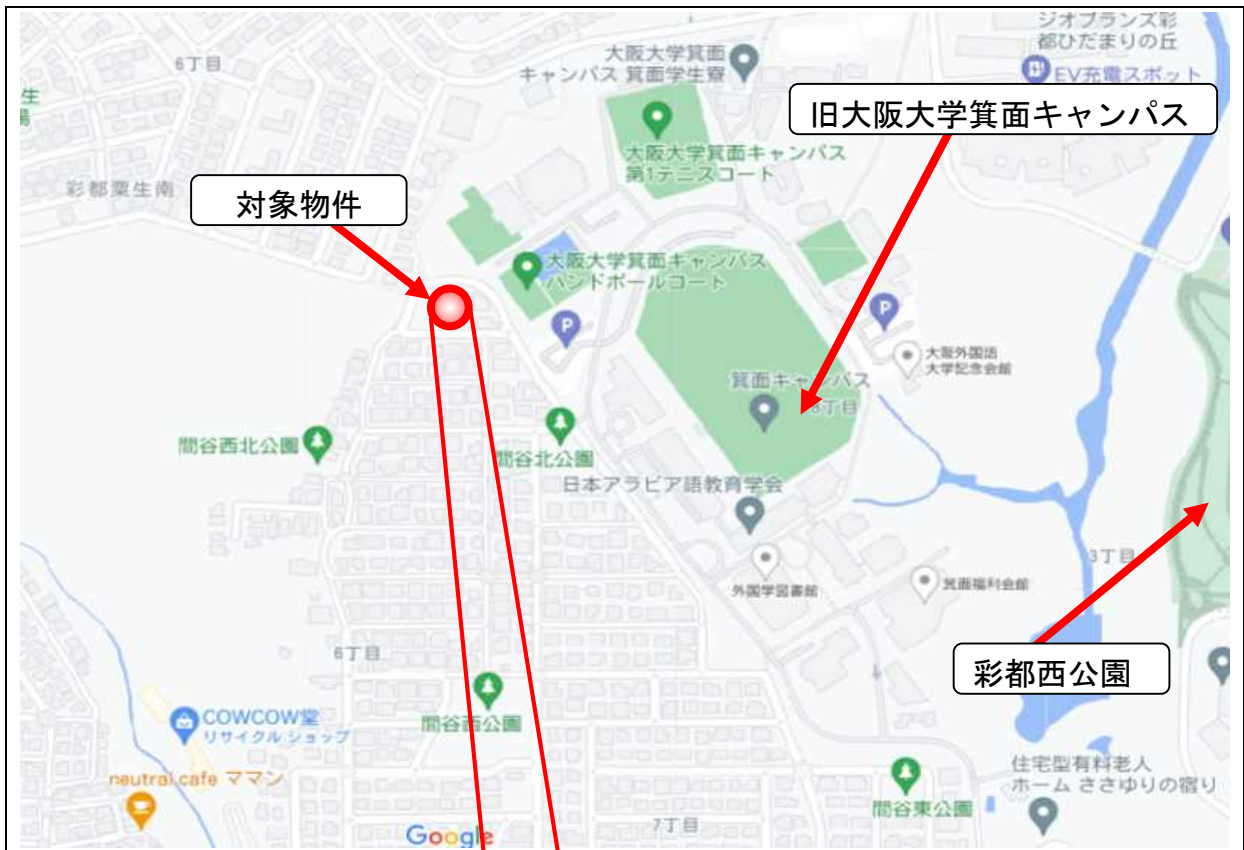 ジオブランズ彩
都ひだまりの丘
6丁目
大阪大学箕面
キャンパス 箕面学生寮
EV充電スポット
生
旧大阪大学箕面キャンパス
大阪大学箕面キャンパス
第1テニスコート
彩都粟生南
対象物件
大阪大学箕面キャンパス
ハンドボールコート
P
P
大阪外国語
大学記念会館
箕面キャンパス
8丁目
間谷西北公園
間谷北公園
日本アラビア語教育学会
3丁目
外国学図書館
箕面福利会館
6丁目
彩都西公園
間谷西公園
COWCOW堂
リサイクルショップ
住宅型有料老人
ホーム ささゆりの宿り
neutral cafe ママン
間谷東公園
7丁目
Google